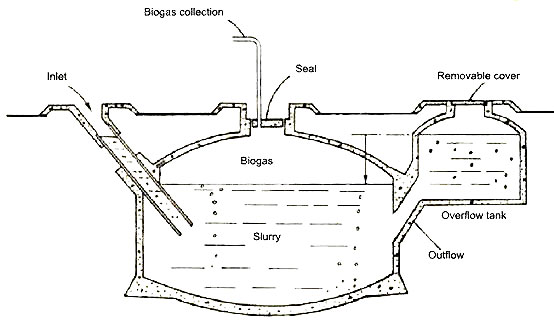 Biogas collection
Inlet
Seal
Removable cover
Biogas
Slurry
Overflow tank
Outflow